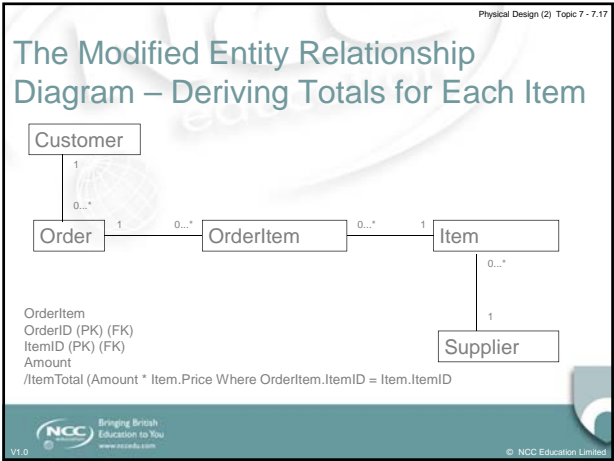 Physical Design (2) Topic 7 - 7.17
The Modified Entity Relationship
Diagram – Deriving Totals for Each Item
Customer
1
0...*
Order
1
0...*
OrderItem
0...*
1
Item
0...*
1
Supplier
OrderItem
OrderID (PK) (FK)
ItemID (PK) (FK)
Amount
/ItemTotal (Amount * Item.Price Where OrderItem.ItemID = Item.ItemID
NCC
education
Bringing British
Education to You
www.nccedu.com
V1.0
© NCC Education Limited